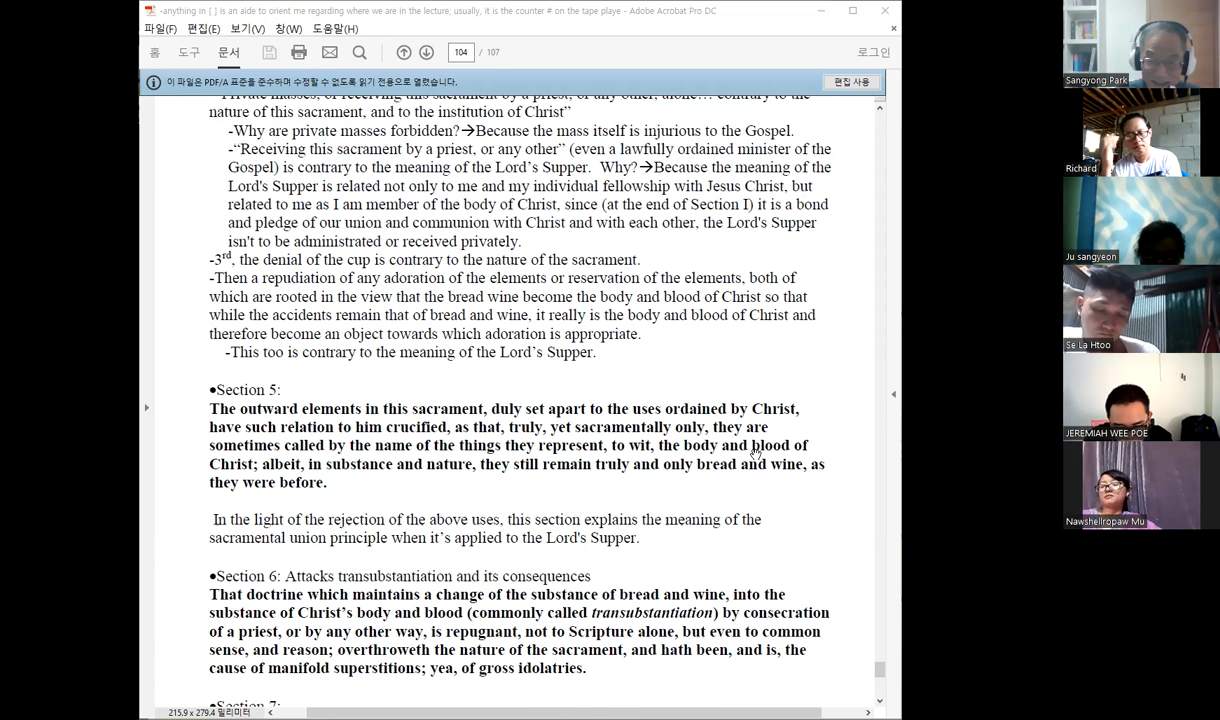 -anything in [ ] is an aide to orient me regarding where we are in the lecture; usually, it is the counter # on the tape playe - Adobe Acrobat Pro DC
파일(F) 편집(E) 보기(V) 창(W) 도움말(H)
홈 도구 문서 104 / 107 로그인
이 파일은 PDF/A 표준을 준수하며 수정할 수 없도록 읽기 전용으로 열렸습니다. 편집 사용
"Private masses, or receiving this sacrament by a priest, or any other, alone… contrary to the
nature of this sacrament, and to the institution of Christ"
-Why are private masses forbidden?→Because the mass itself is injurious to the Gospel.
-"Receiving this sacrament by a priest, or any other" (even a lawfully ordained minister of the
Gospel) is contrary to the meaning of the Lord's Supper. Why?→Because the meaning of the
Lord's Supper is related not only to me and my individual fellowship with Jesus Christ, but
related to me as I am member of the body of Christ, since (at the end of Section I) it is a bond
and pledge of our union and communion with Christ and with each other, the Lord's Supper
isn't to be administrated or received privately.
-3rd, the denial of the cup is contrary to the nature of the sacrament.
-Then a repudiation of any adoration of the elements or reservation of the elements, both of
which are rooted in the view that the bread wine become the body and blood of Christ so that
while the accidents remain that of bread and wine, it really is the body and blood of Christ and
therefore become an object towards which adoration is appropriate.
-This too is contrary to the meaning of the Lord's Supper.
•Section 5:
The outward elements in this sacrament, duly set apart to the uses ordained by Christ,
have such relation to him crucified, as that, truly, yet sacramentally only, they are
sometimes called by the name of the things they represent, to wit, the body and blood of
Christ; albeit, in substance and nature, they still remain truly and only bread and wine, as
they were before.
In the light of the rejection of the above uses, this section explains the meaning of the
sacramental union principle when it's applied to the Lord's Supper.
•Section 6: Attacks transubstantiation and its consequences
That doctrine which maintains a change of the substance of bread and wine, into the
substance of Christ's body and blood (commonly called transubstantiation) by consecration
of a priest, or by any other way, is repugnant, not to Scripture alone, but even to common
sense, and reason; overthroweth the nature of the sacrament, and hath been, and is, the
cause of manifold superstitions; yea, of gross idolatries.
•Section 7:
215.9 x 279.4 밀리미터
Sangyong Park
Richard
Ju sangyeon
Se La Htoo
JEREMIAH WEE POE
Nawshellropaw Mu